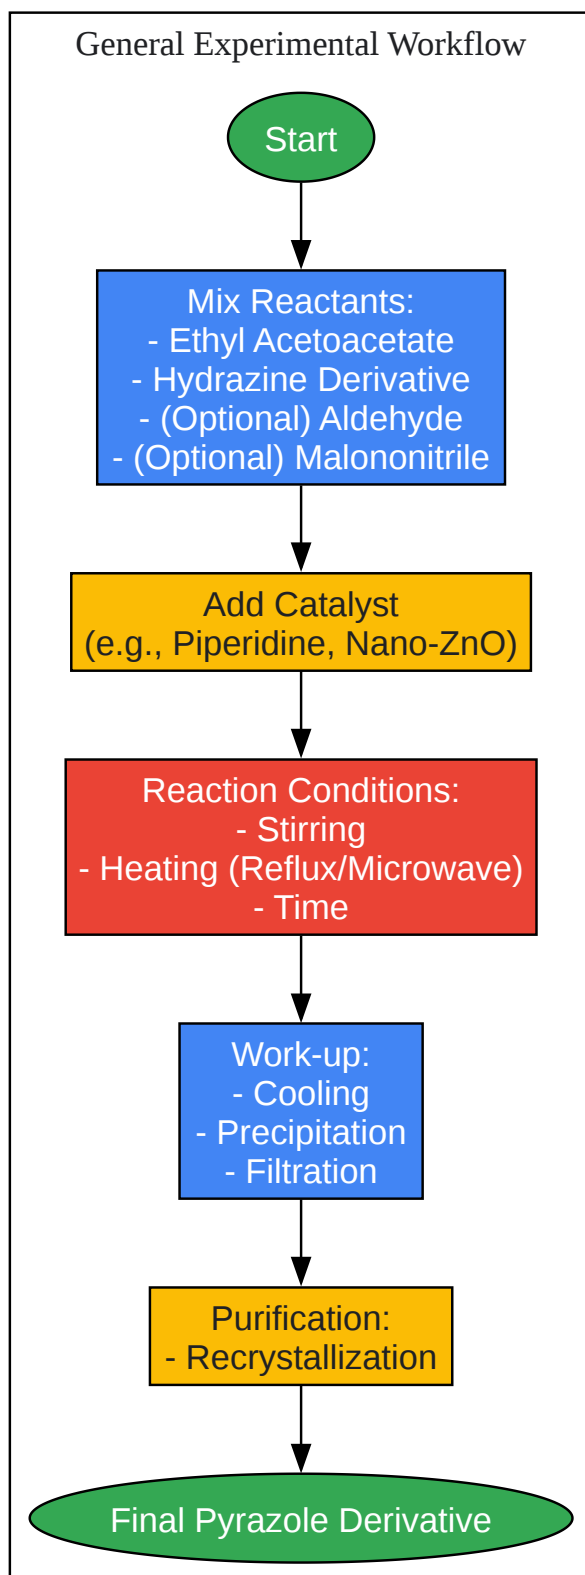 General Experimental Workflow
Start
Mix Reactants:
- Ethyl Acetoacetate
- Hydrazine Derivative
- (Optional) Aldehyde
- (Optional) Malononitrile
Add Catalyst
(e.g., Piperidine, Nano-ZnO)
Reaction Conditions:
- Stirring
- Heating (Reflux/Microwave)
- Time
Work-up:
- Cooling
- Precipitation
- Filtration
Purification:
- Recrystallization
Final Pyrazole Derivative